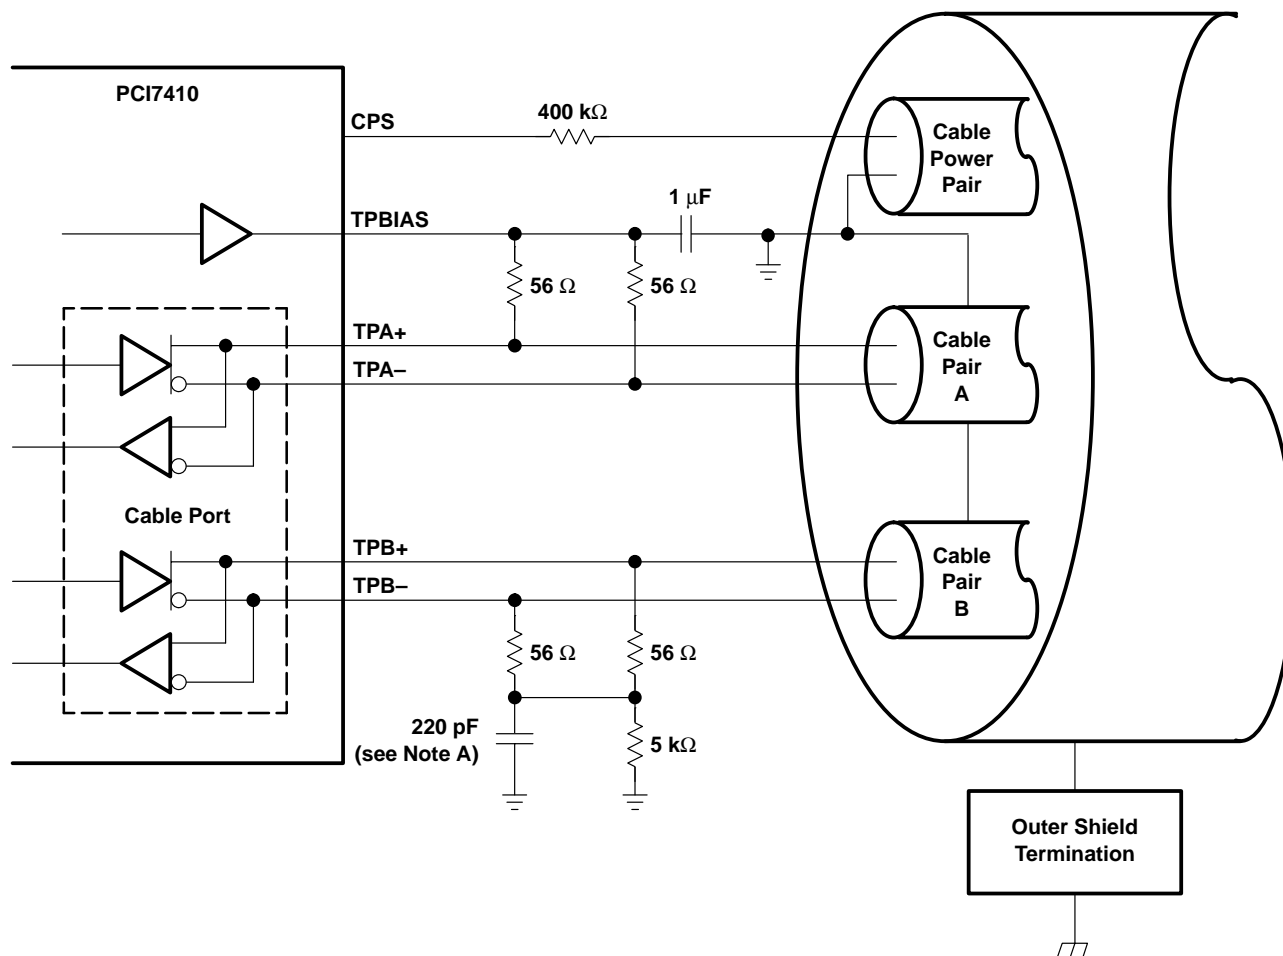 PCI7410
CPS
400 kΩ
Cable
Power
Pair
TPBIAS
1 μF
56 Ω
56 Ω
TPA+
TPA–
Cable
Pair
A
Cable Port
TPB+
TPB–
Cable
Pair
B
56 Ω
56 Ω
220 pF
(see Note A)
5 kΩ
Outer Shield
Termination